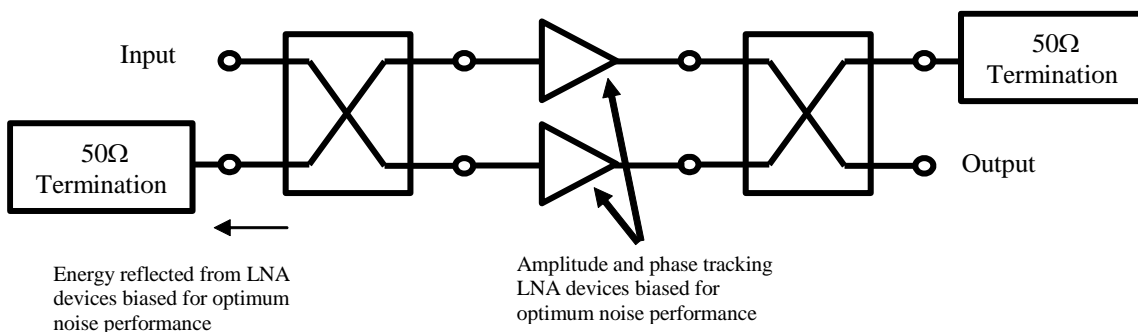 Input
50Ω
Termination
50Ω
Termination
Output
Energy reflected from LNA
devices biased for optimum
noise performance
Amplitude and phase tracking
LNA devices biased for
optimum noise performance